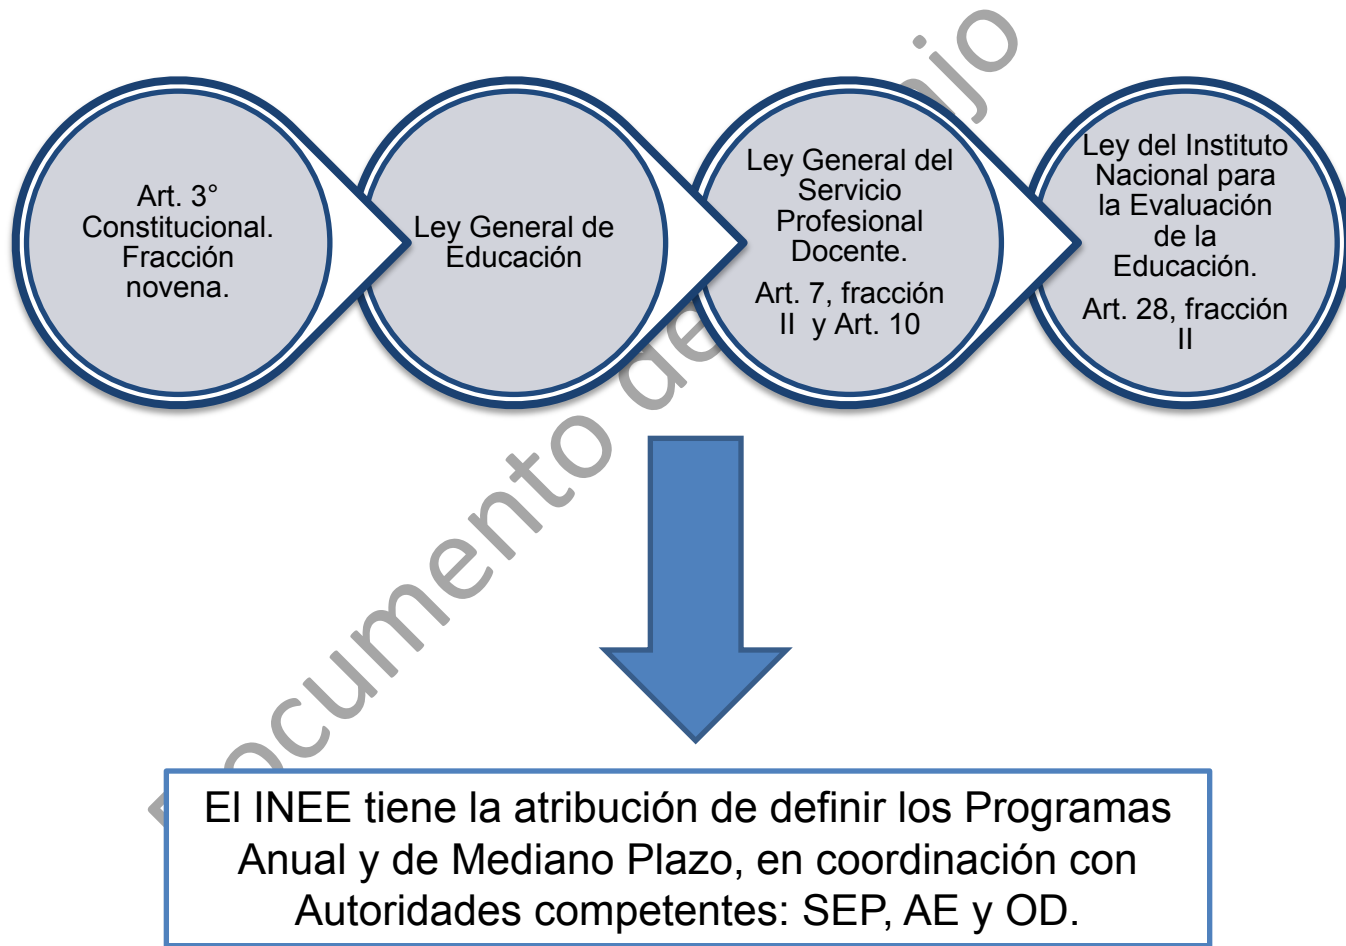 Art. 3°
Constitucional.
Fracción
novena.
Ley General de
Educación
Ley General del
Servicio
Profesional
Docente.
Art. 7, fracción
II y Art. 10
Ley del Instituto
Nacional para
la Evaluación
de la
Educación.
Art. 28, fracción
II
El INEE tiene la atribución de definir los Programas
Anual y de Mediano Plazo, en coordinación con
Autoridades competentes: SEP, AE y OD.
Documento de